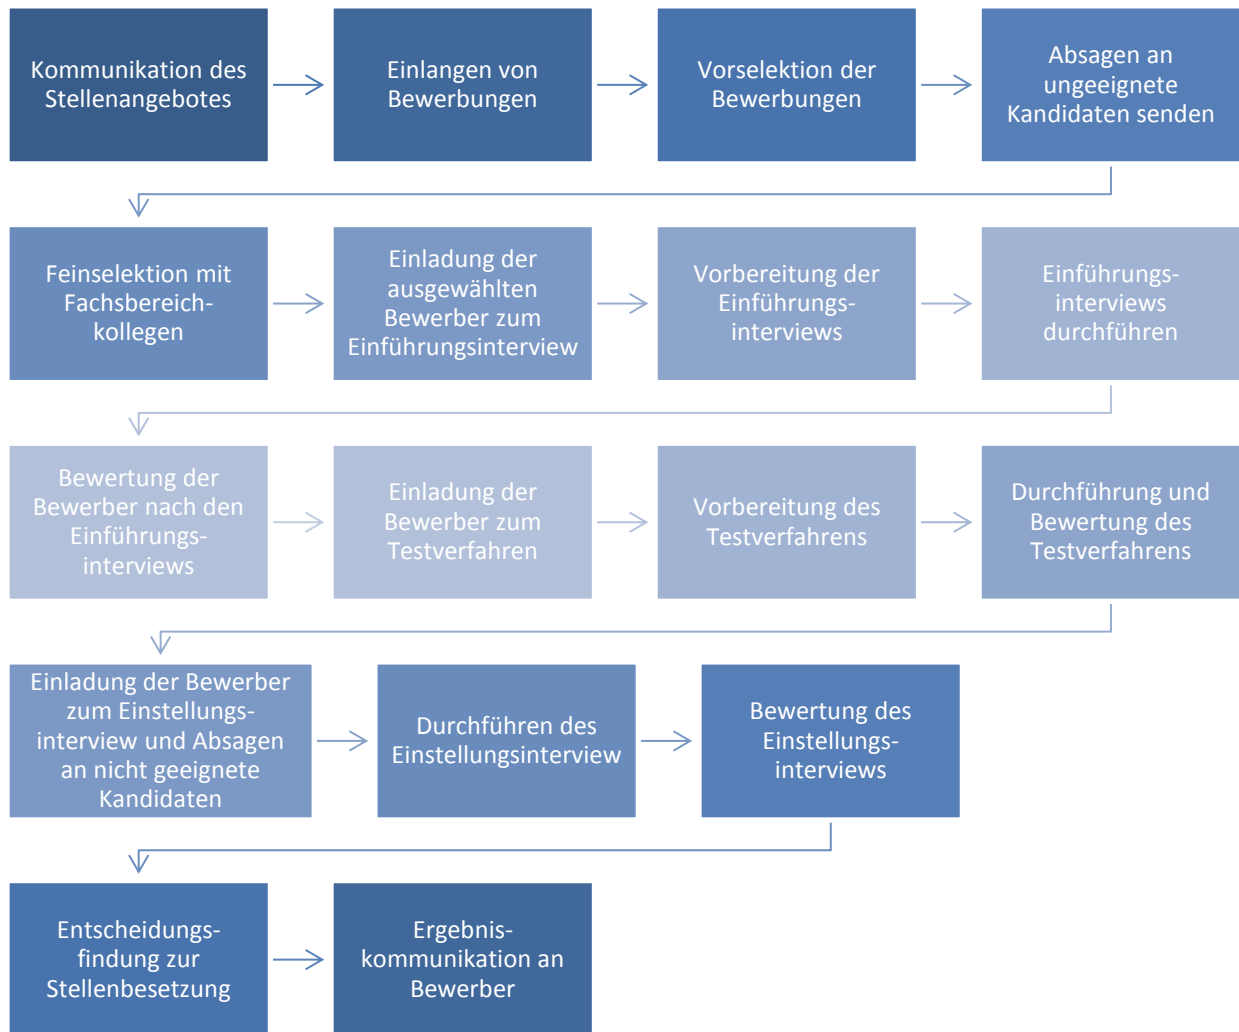 Kommunikation des
Stellenangebotes
Einlangen von
Bewerbungen
Vorselektion der
Bewerbungen
Absagen an
ungeeignete
Kandidaten senden
Feinselektion mit
Fachsbereich-
kollegen
Einladung der
ausgewählten
Bewerber zum
Einführungsinterview
Vorbereitung der
Einführungs-
interviews
Einführungs-
interviews
durchführen
Bewertung der
Bewerber nach den
Einführungs-
interviews
Einladung der
Bewerber zum
Testverfahren
Vorbereitung des
Testverfahrens
Durchführung und
Bewertung des
Testverfahrens
Einladung der Bewerber
zum Einstellungs-
interview und Absagen
an nicht geeignete
Kandidaten
Durchführen des
Einstellungsinterview
Bewertung des
Einstellungs-
interviews
Entscheidungs-
findung zur
Stellenbesetzung
Ergebnis-
kommunikation an
Bewerber